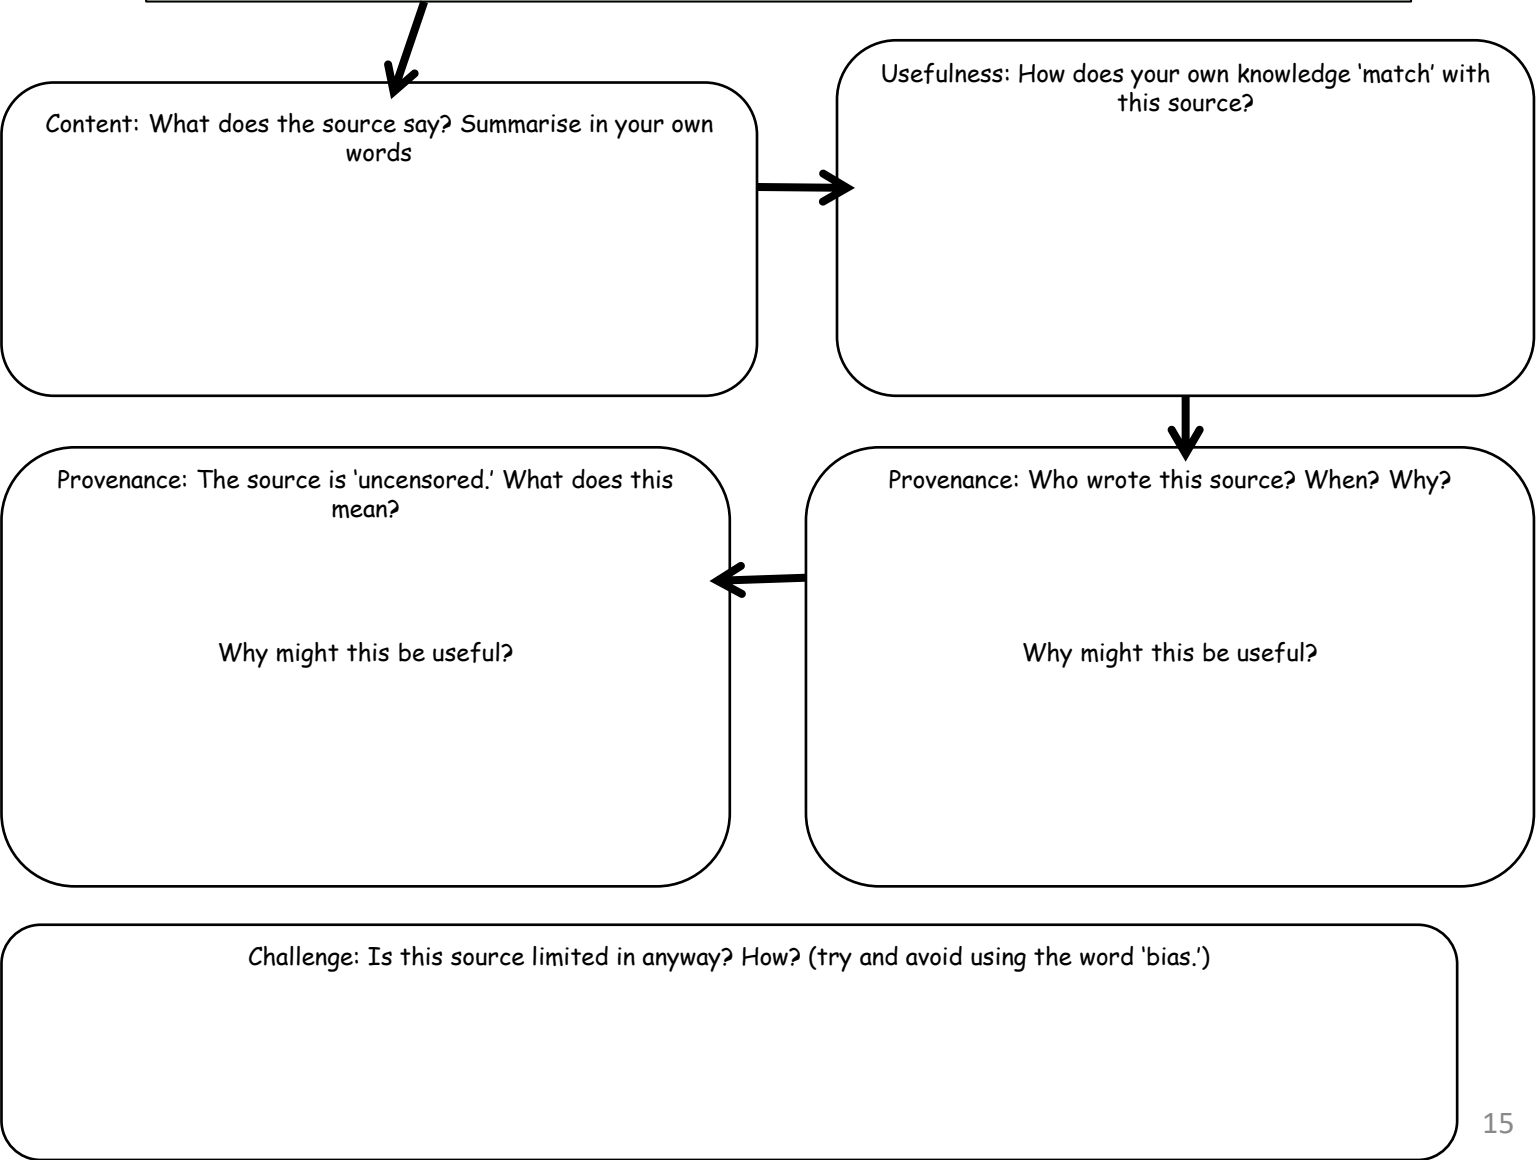 Content: What does the source say? Summarise in your own
words
Usefulness: How does your own knowledge ‘match’ with
this source?
Provenance: Who wrote this source? When? Why?
Why might this be useful?
Provenance: The source is ‘uncensored.’ What does this
mean?
Why might this be useful?
Challenge: Is this source limited in anyway? How? (try and avoid using the word ‘bias.’)
15